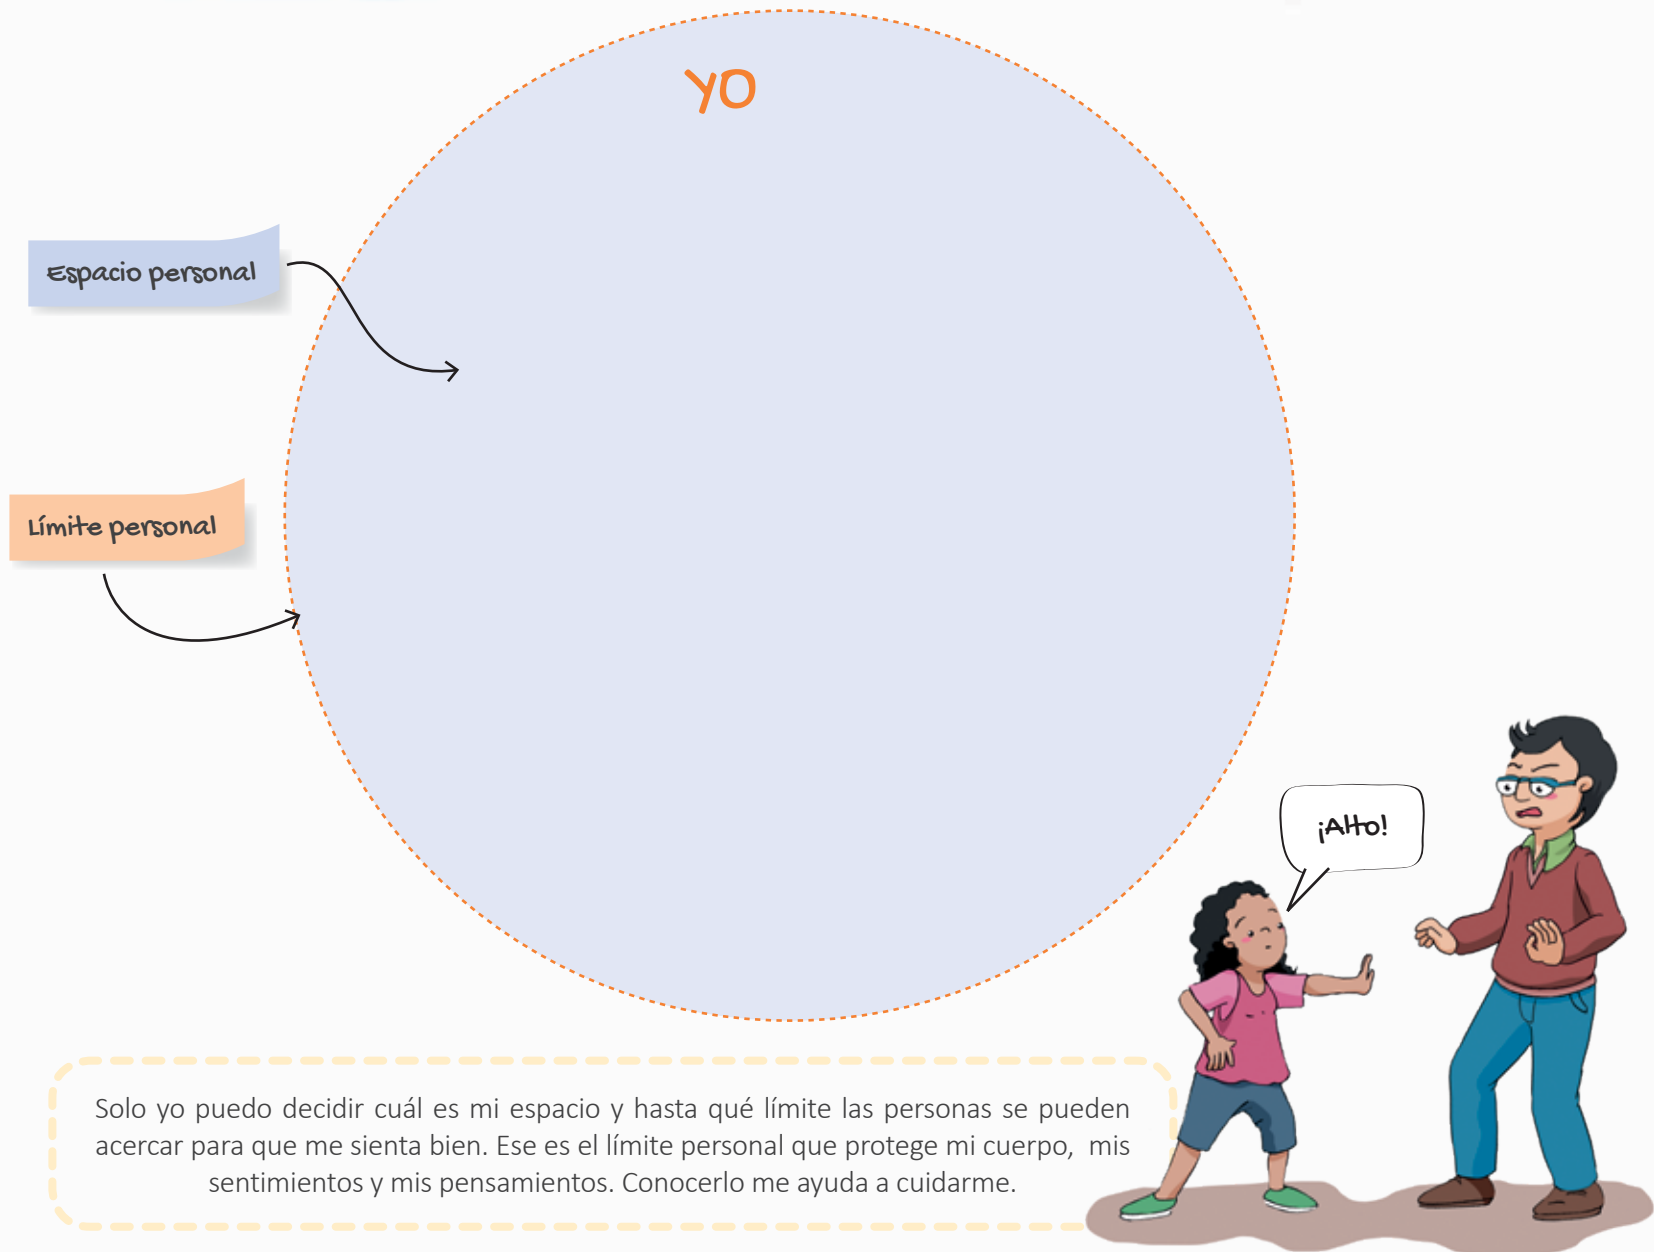 YO
Espacio personal
Límite personal
¡Alto!
Solo yo puedo decidir cuál es mi espacio y hasta qué límite las personas se pueden
acercar para que me sienta bien. Ese es el límite personal que protege mi cuerpo, mis
sentimientos y mis pensamientos. Conocerlo me ayuda a cuidarme.